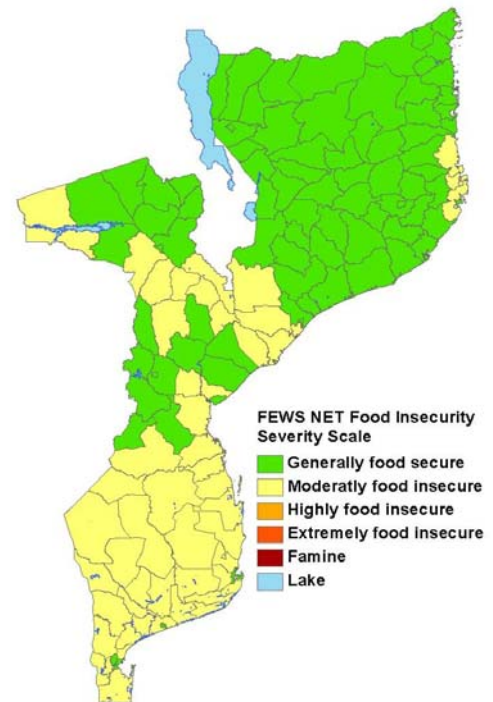 FEWS NET Food Insecurity
Severity Scale
Generally food secure
Moderatly food insecure
Highly food insecure
Extremely food insecure
Famine
Lake